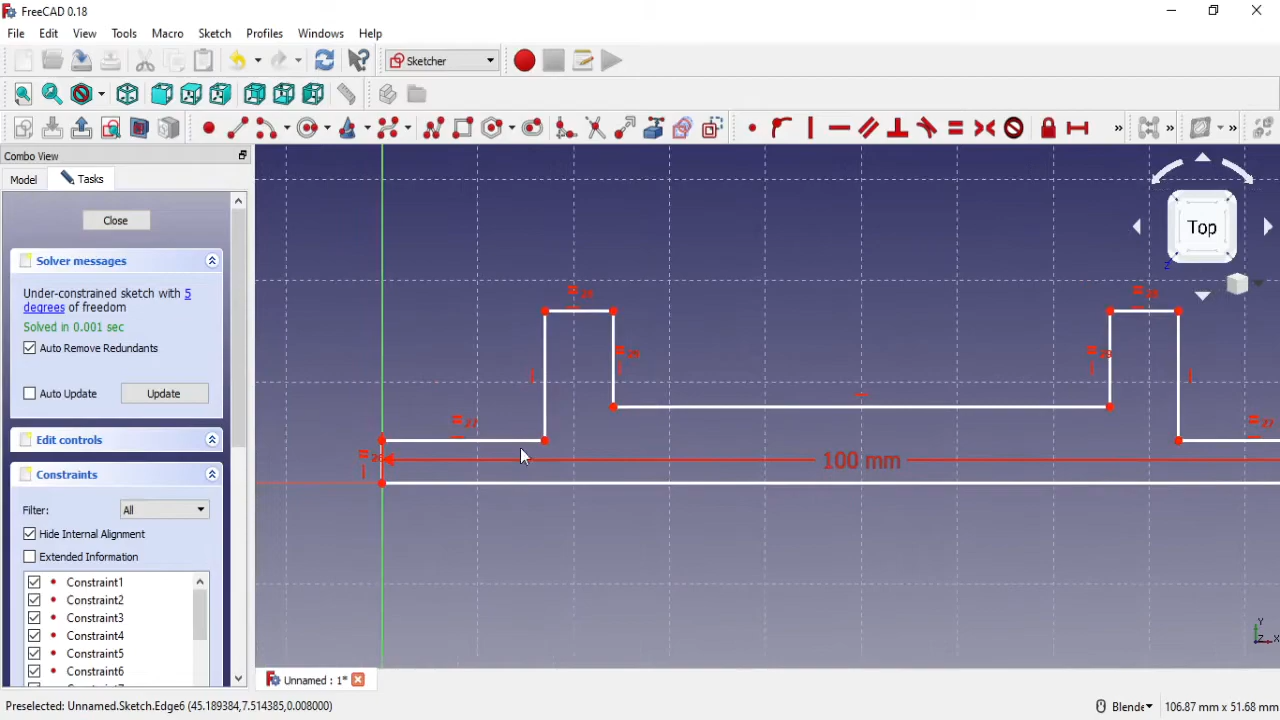 FreeCAD 0.18
File Edit View Tools Macro Sketch Profiles Windows Help
Sketcher
»
»
»
Combo View
Model
Tasks
Close
Solver messages
Under-constrained sketch with 5
degrees of freedom
Solved in 0.001 sec
Auto Remove Redundants
Auto Update
Update
Edit controls
Constraints
Filter:
All
Hide Internal Alignment
Extended Information
Constraint1
Constraint2
Constraint3
Constraint4
Constraint5
Constraint6
Top
Z
100 mm
27
27
Y
Z
X
Unnamed : 1*
Preselected: Unnamed.Sketch.Edge6 (45.189384,7.514385,0.008000)
Blende
106.87 mm x 51.68 mm